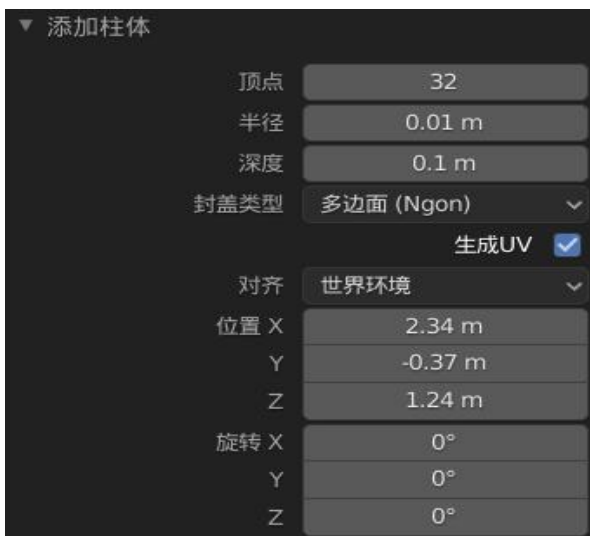 添加柱体
顶点 32
半径 0.01 m
深度 0.1 m
封盖类型 多边面 (Ngon)
生成UV
对齐 世界环境
位置 X 2.34 m
Y -0.37 m
Z 1.24 m
旋转 X 0°
Y 0°
Z 0°